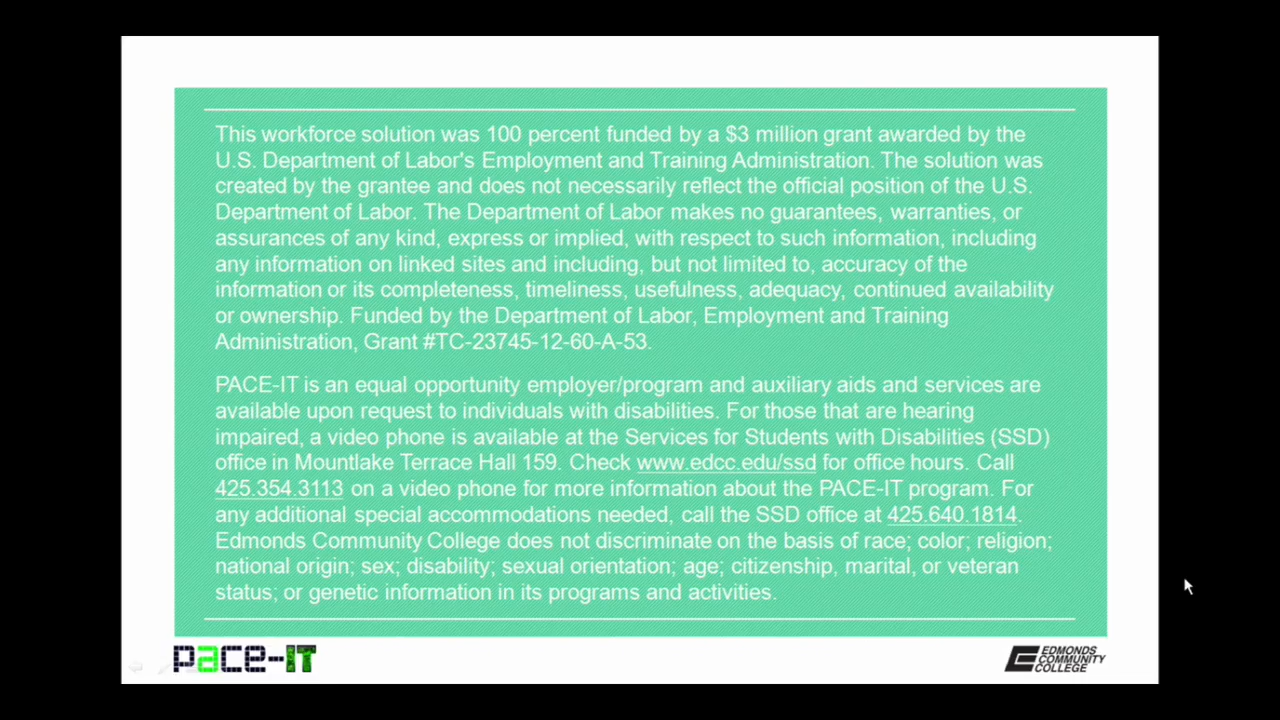 This workforce solution was 100 percent funded by a $3 million grant awarded by the
U.S. Department of Labor's Employment and Training Administration. The solution was
created by the grantee and does not necessarily reflect the official position of the U.S.
Department of Labor. The Department of Labor makes no guarantees, warranties, or
assurances of any kind, express or implied, with respect to such information, including
any information on linked sites and including, but not limited to, accuracy of the
information or its completeness, timeliness, usefulness, adequacy, continued availability
or ownership. Funded by the Department of Labor, Employment and Training
Administration, Grant #TC-23745-12-60-A-53.
PACE-IT is an equal opportunity employer/program and auxiliary aids and services are
available upon request to individuals with disabilities. For those that are hearing
impaired, a video phone is available at the Services for Students with Disabilities (SSD)
office in Mountlake Terrace Hall 159. Check www.edcc.edu/ssd for office hours. Call
425.354.3113 on a video phone for more information about the PACE-IT program. For
any additional special accommodations needed, call the SSD office at 425.640.1814.
Edmonds Community College does not discriminate on the basis of race; color; religion;
national origin; sex; disability; sexual orientation; age; citizenship, marital, or veteran
status; or genetic information in its programs and activities.
pace-IT
EDMONDS
COMMUNITY
COLLEGE